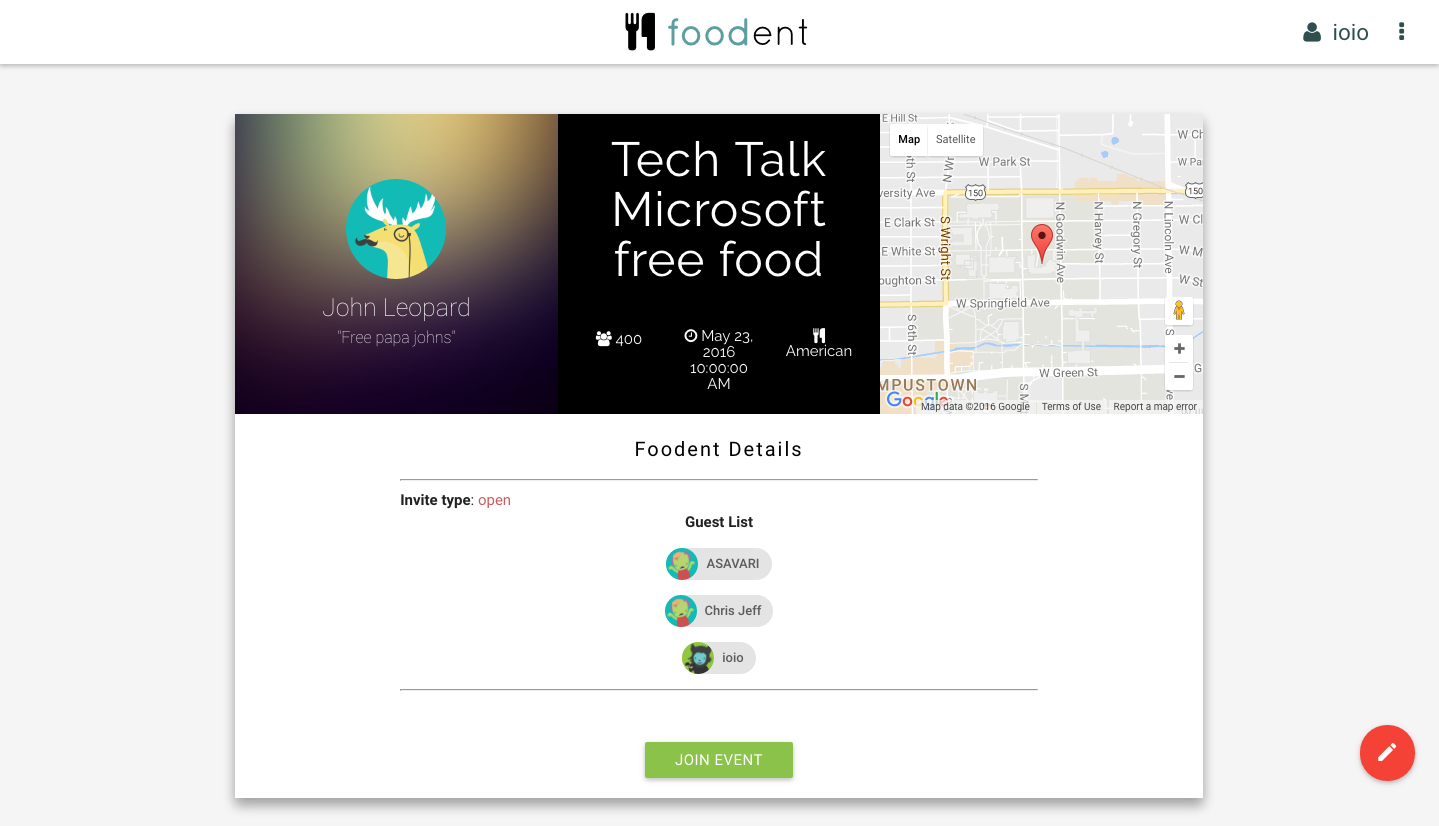 foodent
ioio
John Leopard
"Free papa johns"
Tech Talk
Microsoft
free food
400
May 23,
2016
10:00:00
AM
American
Map
Satellite
E Hill St
W Park St
W Ch
W Pa
versity Ave
150
150
E Clark St
E White St
oughton St
S Wright St
N Goodwin Ave
N Harvey St
N Gregory St
N Lincoln Ave
W Cl
W M
W S
W Springfield Ave
S 6th St
W Green St
MPUSTOWN
Google
Map data ©2016 Google
Terms of Use
Report a map error
Foodent Details
Invite type: open
Guest List
ASAVARI
Chris Jeff
ioio
JOIN EVENT